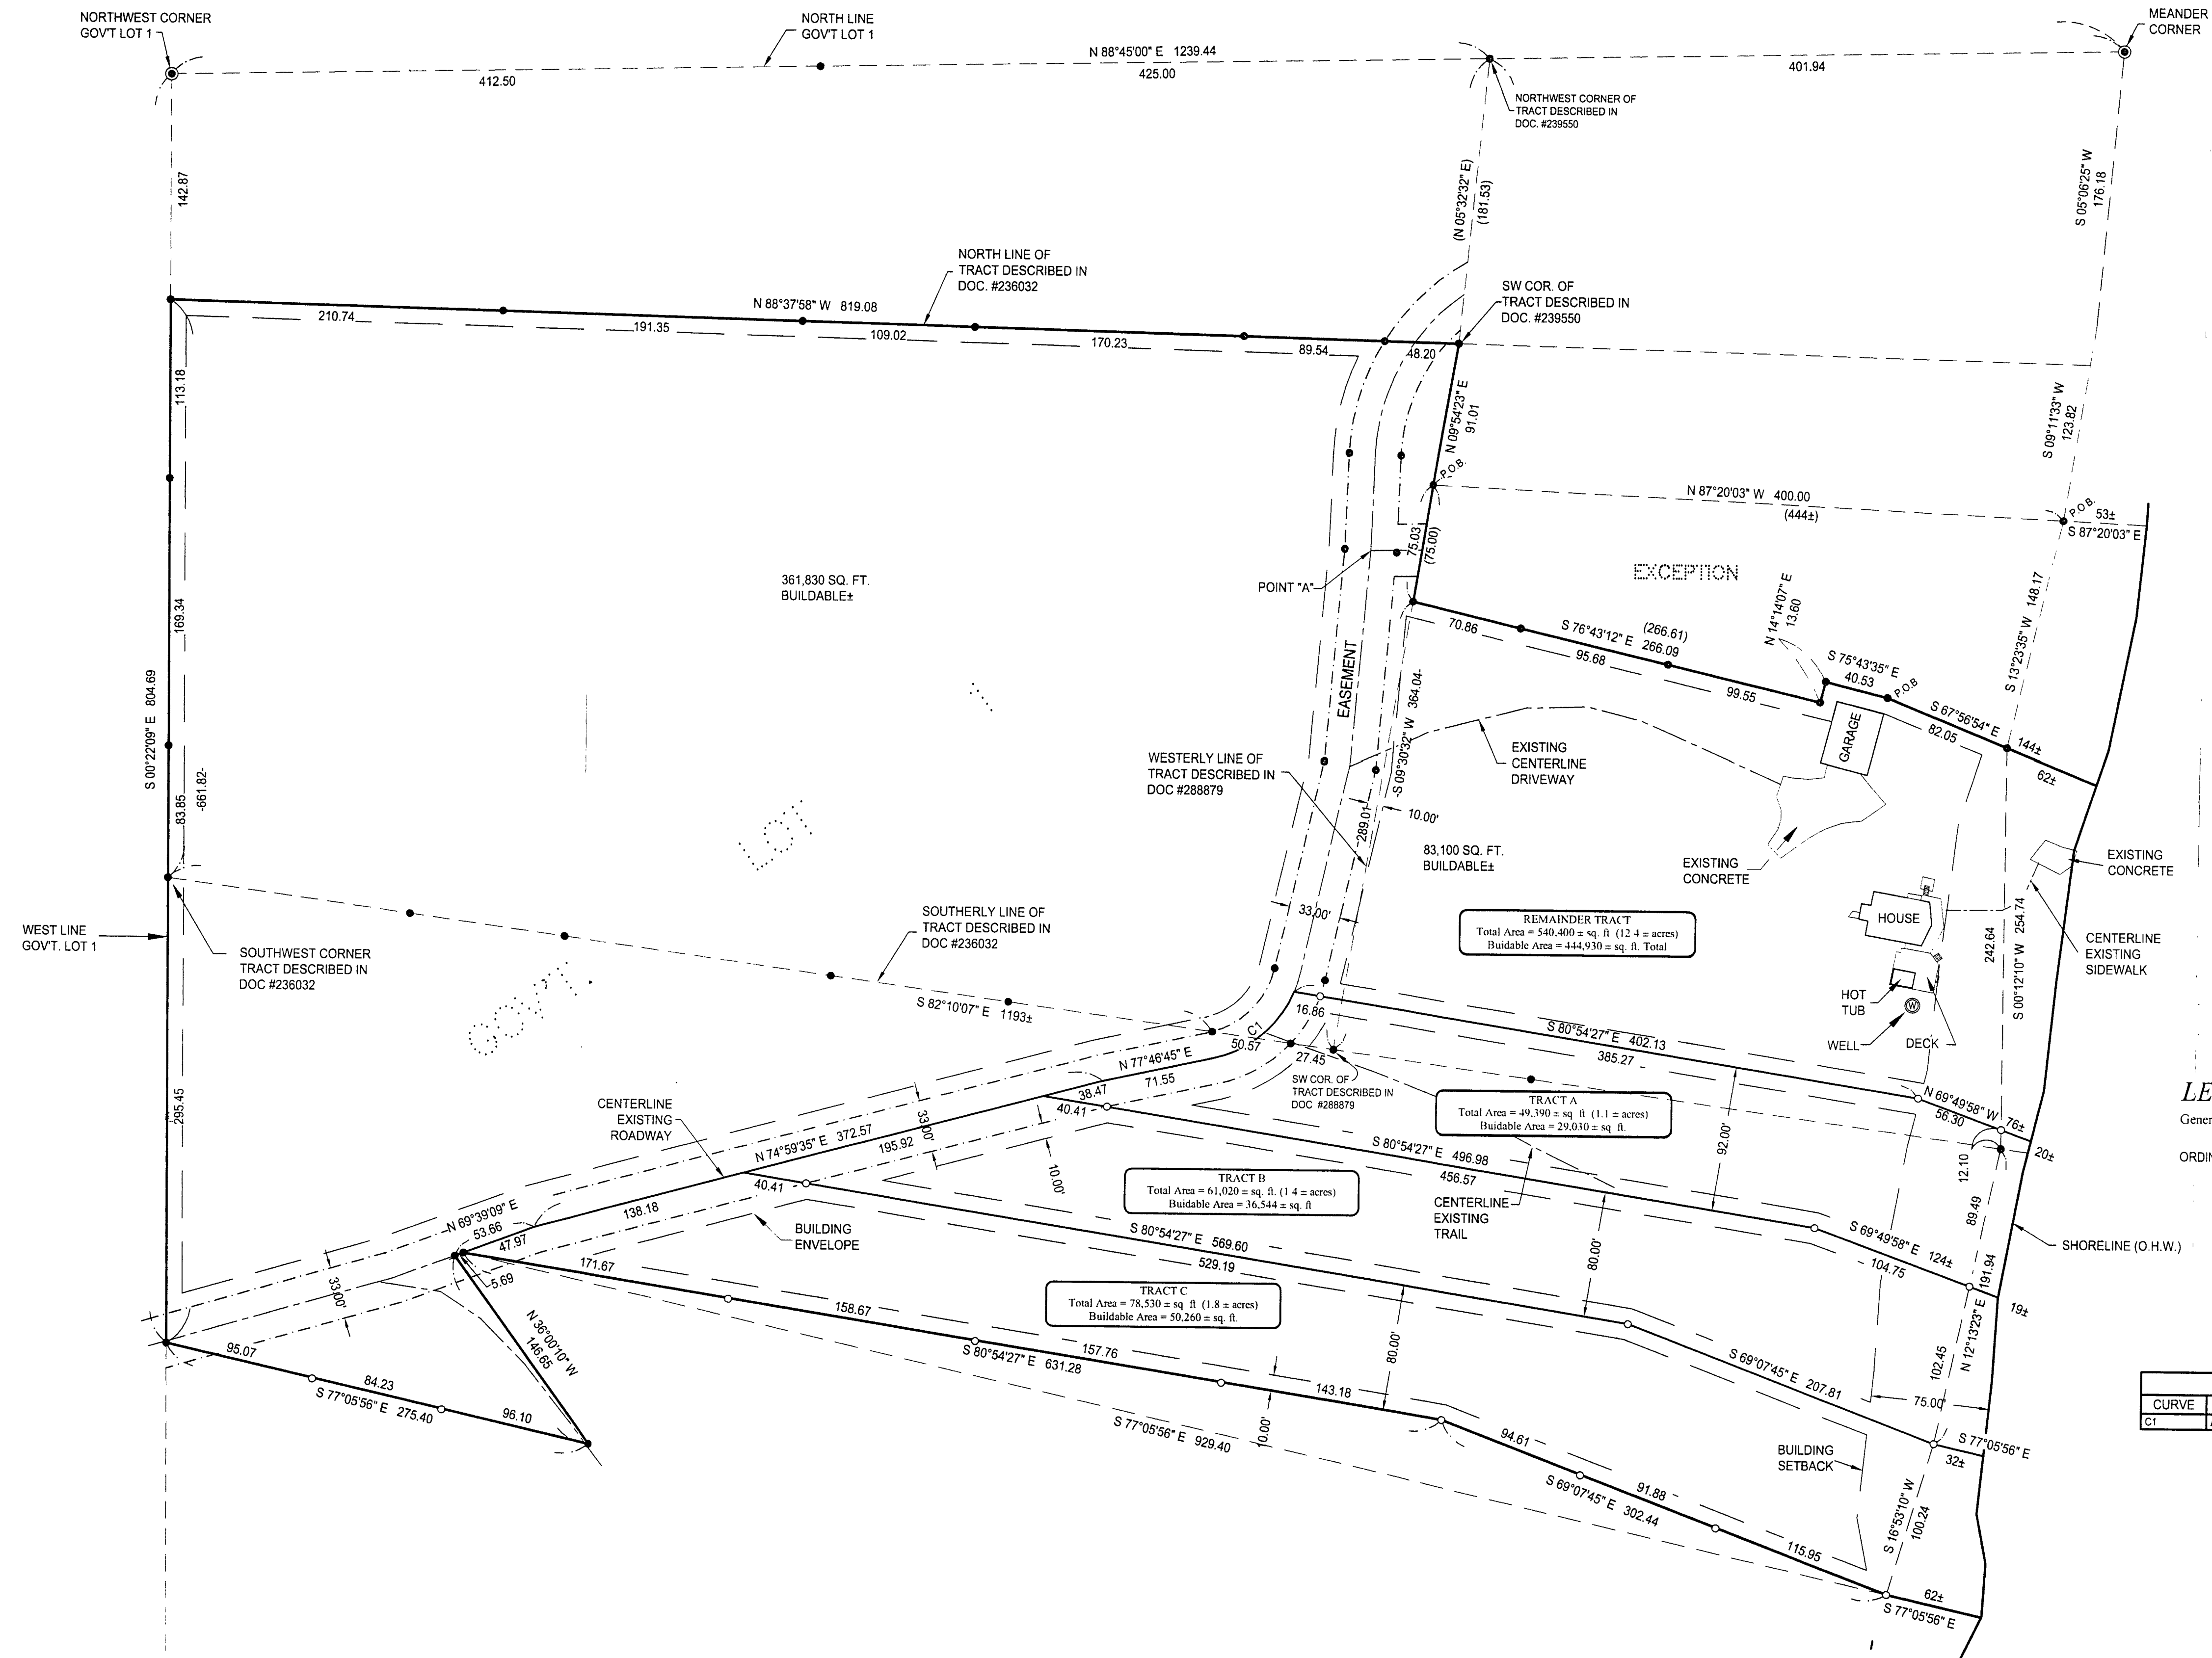 NORTHWEST CORNER
GOV'T LOT 1
NORTH LINE
GOV'T LOT 1
MEANDER
CORNER
N 88°45'00" E 1239.44
412.50
425.00
401.94
NORTHWEST CORNER OF
TRACT DESCRIBED IN
DOC. #239550
142.87
(N 05°32'32" E)
(181.53)
S 05°06'25" W
176.18
NORTH LINE OF
TRACT DESCRIBED IN
DOC. #236032
SW COR. OF
TRACT DESCRIBED IN
DOC. #239550
N 88°37'58" W 819.08
210.74
191.35
109.02
170.23
89.54
48.20
113.18
N 09°54'23" E
91.01
S 09°11'33" W
123.82
P.O.B.
N 87°20'03" W 400.00
(444±)
P.O.B.
53±
S 87°20'03" E
75.03
(75.00)
POINT "A"
EXCEPTION
361,830 SQ. FT.
BUILDABLE±
169.34
N 14°14'07" E
13.60
S 13°23'35" W 148.17
70.86
S 76°43'12" E
(266.61)
266.09
95.68
99.55
S 75°43'35" E
40.53
P.O.B
S 67°56'54" E
82.05
144±
62±
EASEMENT
S 00°22'09" E 804.69
-661.82-
83.85
-S 09°30'32" W 364.04-
GARAGE
EXISTING
CENTERLINE
DRIVEWAY
WESTERLY LINE OF
TRACT DESCRIBED IN
DOC #288879
289.01
10.00'
83,100 SQ. FT.
BUILDABLE±
EXISTING
CONCRETE
EXISTING
CONCRETE
LOT
1
GOV'T.
WEST LINE
GOV'T. LOT 1
SOUTHWEST CORNER
TRACT DESCRIBED IN
DOC #236032
SOUTHERLY LINE OF
TRACT DESCRIBED IN
DOC #236032
33.00'
REMAINDER TRACT
Total Area = 540,400 ± sq. ft (12 4 ± acres)
Buidable Area = 444,930 ± sq. ft. Total
HOUSE
242.64
S 00°12'10" W 254.74
CENTERLINE
EXISTING
SIDEWALK
HOT
TUB
W
WELL
DECK
S 82°10'07" E 1193±
16.86
C1
50.57
27.45
S 80°54'27" E 402.13
385.27
N 77°46'45" E
71.55
38.47
40.41
SW COR. OF
TRACT DESCRIBED IN
DOC #288879
295.45
CENTERLINE
EXISTING
ROADWAY
33.00'
TRACT A
Total Area = 49,390 ± sq ft (1.1 ± acres)
Buidable Area = 29,030 ± sq ft.
N 69°49'58" W
56.30
76±
20±
12.10
LE
Gener
ORDIN
N 74°59'35" E 372.57
195.92
10.00'
S 80°54'27" E 496.98
456.57
92.00'
40.41
TRACT B
Total Area = 61,020 ± sq. ft. (1 4 ± acres)
Buidable Area = 36,544 ± sq. ft
CENTERLINE
EXISTING
TRAIL
89.49
N 69°39'09" E
53.66
47.97
138.18
BUILDING
ENVELOPE
S 80°54'27" E 569.60
529.19
80.00'
S 69°49'58" E 124±
104.75
SHORELINE (O.H.W.)
5.69
171.67
33.00'
158.67
TRACT C
Total Area = 78,530 ± sq ft (1.8 ± acres)
Buildable Area = 50,260 ± sq. ft.
N 12°13'23" E 191.94
19±
N 36°00'10" W
146.65
157.76
S 80°54'27" E 631.28
80.00'
S 69°07'45" E 207.81
102.45
95.07
84.23
S 77°05'56" E 275.40
96.10
143.18
10.00'
75.00'
CURVE
C1
S 77°05'56" E 929.40
94.61
S 69°07'45" E 302.44
91.88
115.95
BUILDING
SETBACK
S 77°05'56" E
32±
S 16°53'10" W
100.24
62±
S 77°05'56" E